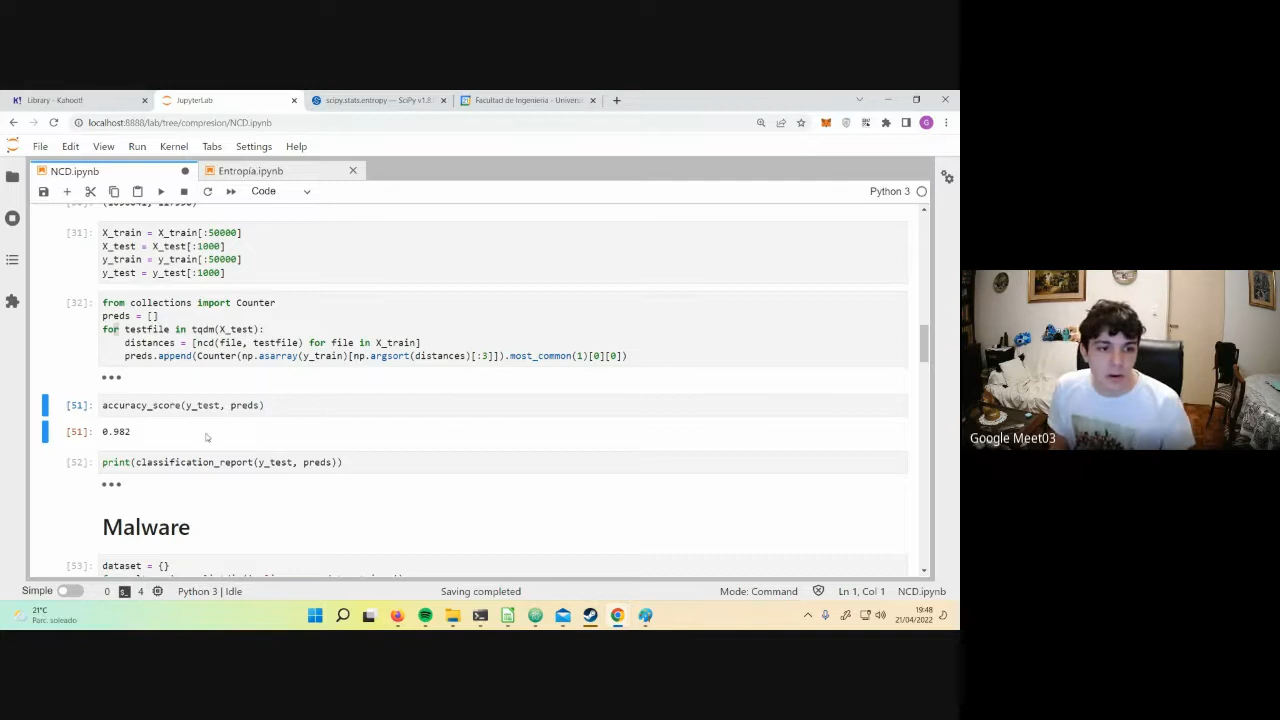 Library - Kahoot!
JupyterLab
scipy.stats.entropy — SciPy v1.8.
Facultad de Ingeniería - Univers
localhost:8888/lab/tree/compresion/NCD.ipynb
G
File Edit View Run Kernel Tabs Settings Help
NCD.ipynb
Entropía.ipynb
Code
Python 3
[31]: X_train = X_train[:50000]
X_test = X_test[:1000]
y_train = y_train[:50000]
y_test = y_test[:1000]
[32]: from collections import Counter
preds = []
for testfile in tqdm(X_test):
distances = [ncd(file, testfile) for file in X_train]
preds.append(Counter(np.asarray(y_train)[np.argsort(distances)[:3]]).most_common(1)[0][0])
[51]: accuracy_score(y_test, preds)
[51]: 0.982
[52]: print(classification_report(y_test, preds))
Malware
[53]: dataset = {}
Simple 0 4 Python 3 | Idle Saving completed Mode: Command Ln 1, Col 1 NCD.ipynb
21°C
Parc. soleado
19:48
21/04/2022
Google Meet03